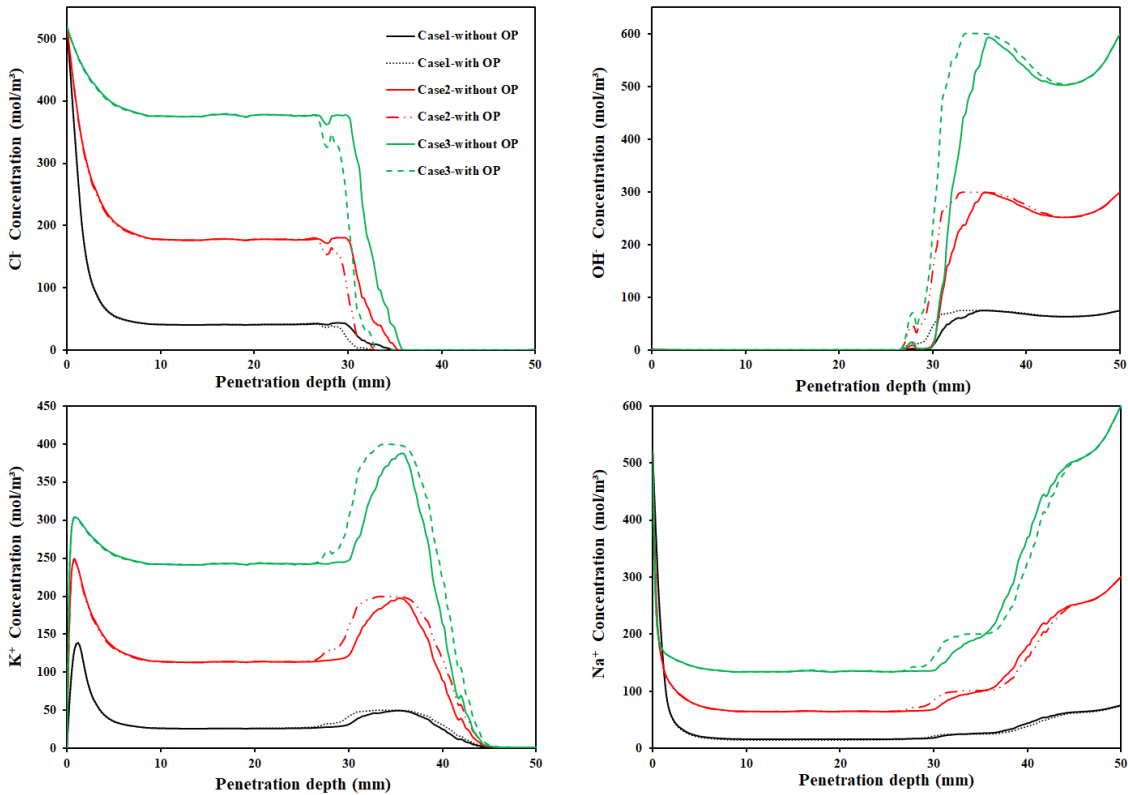 Cl⁻ Concentration (mol/m³)
500
400
300
200
100
0
0 10 20 30 40 50
Penetration depth (mm)
Case1-without OP
Case1-with OP
Case2-without OP
Case2-with OP
Case3-without OP
Case3-with OP
OH⁻ Concentration (mol/m³)
600
500
400
300
200
100
0
0 10 20 30 40 50
Penetration depth (mm)
K⁺ Concentration (mol/m³)
450
400
350
300
250
200
150
100
50
0
0 10 20 30 40 50
Penetration depth (mm)
Na⁺ Concentration (mol/m³)
600
500
400
300
200
100
0
0 10 20 30 40 50
Penetration depth (mm)